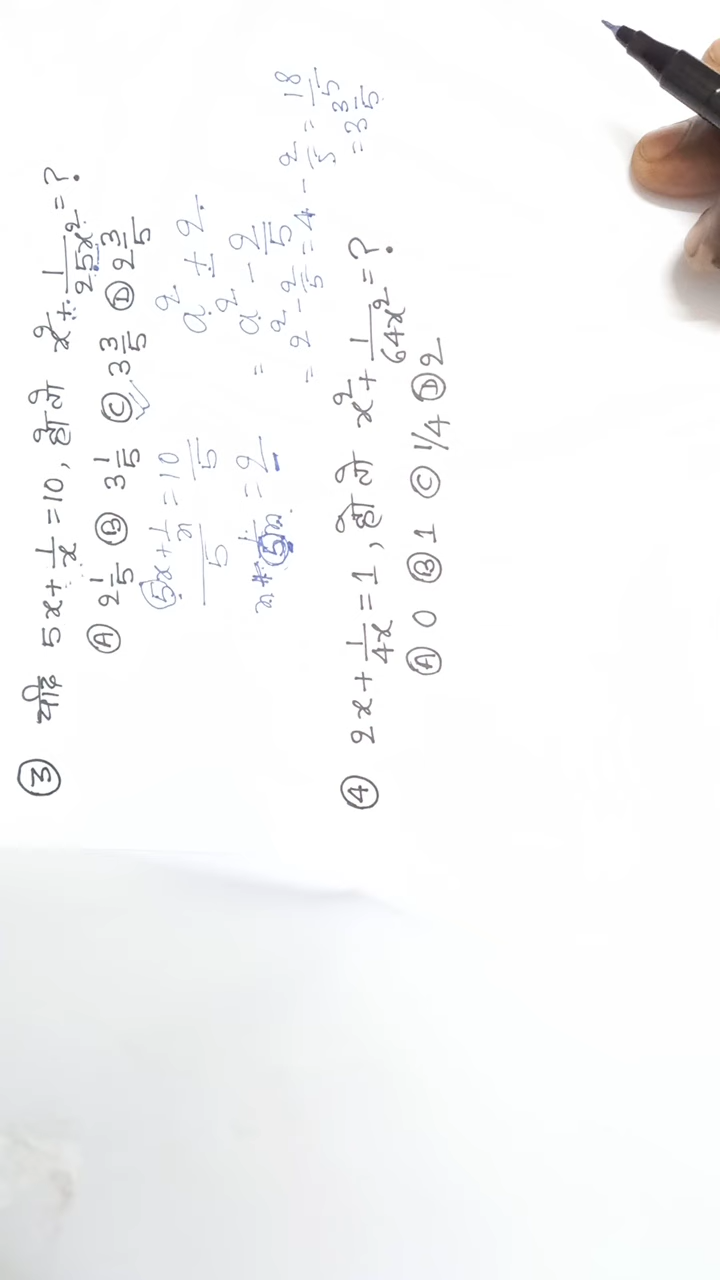 ③ यदि 5x + 1/x = 10, हो तो x² + 1/25x² = ?
Ⓐ 2 1/5 Ⓑ 3 1/5 Ⓒ 3 3/5 Ⓓ 2 3/5
5x + 1/x = 10
5 5
a² ± 2.
x + 1/5x = 2
= a² - 2/5
= 2² - 2/5 = 4 - 2/5 = 18/5
= 3 3/5
④ 2x + 1/4x = 1, हो तो x² + 1/64x² = ?
Ⓐ 0 Ⓑ 1 Ⓒ 1/4 Ⓓ 2